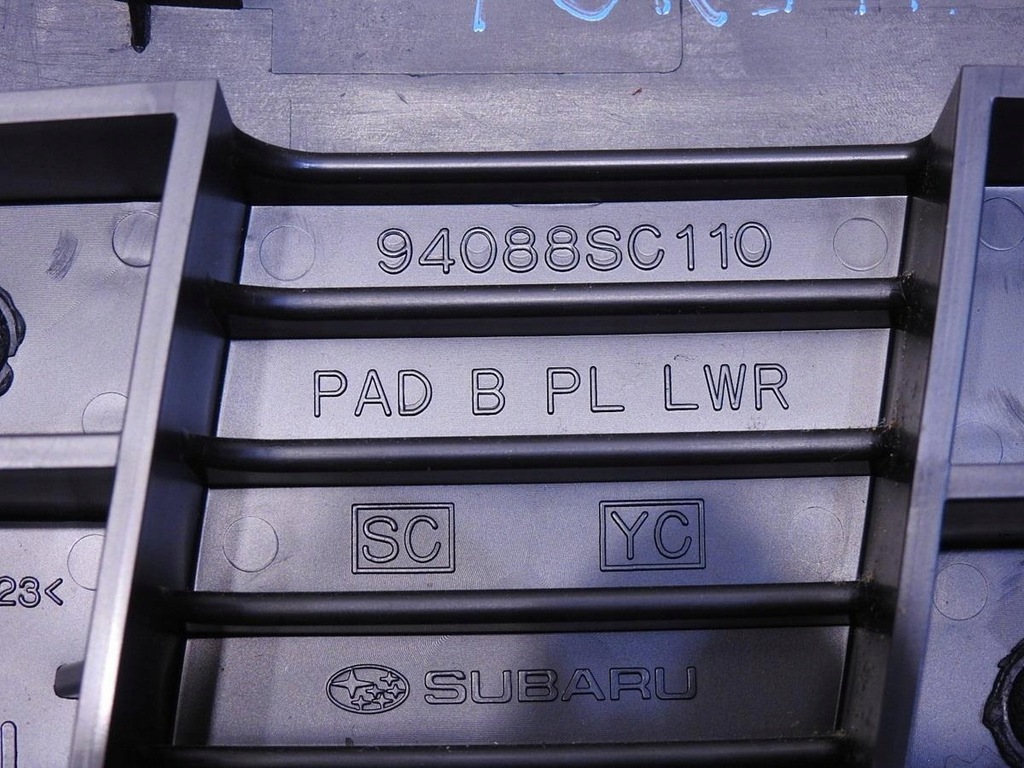 94088SC110
PAD B PL LWR
SC YC
23<
SUBARU